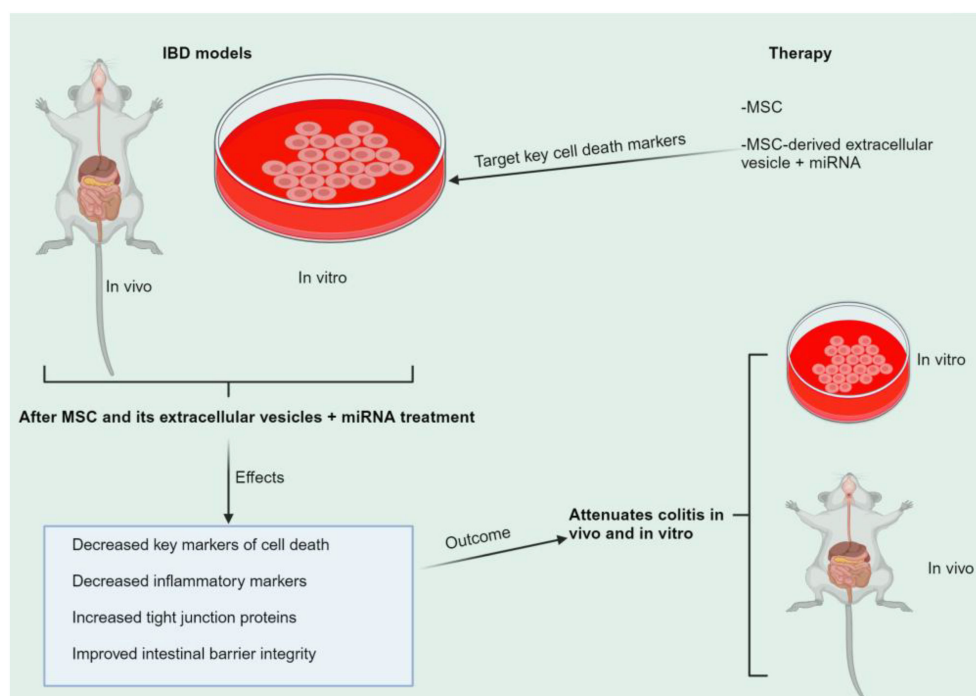 IBD models
Therapy
-MSC
-MSC-derived extracellular
vesicle + miRNA
Target key cell death markers
In vivo
In vitro
After MSC and its extracellular vesicles + miRNA treatment
Effects
Decreased key markers of cell death
Decreased inflammatory markers
Increased tight junction proteins
Improved intestinal barrier integrity
Outcome
Attenuates colitis in
vivo and in vitro
In vitro
In vivo